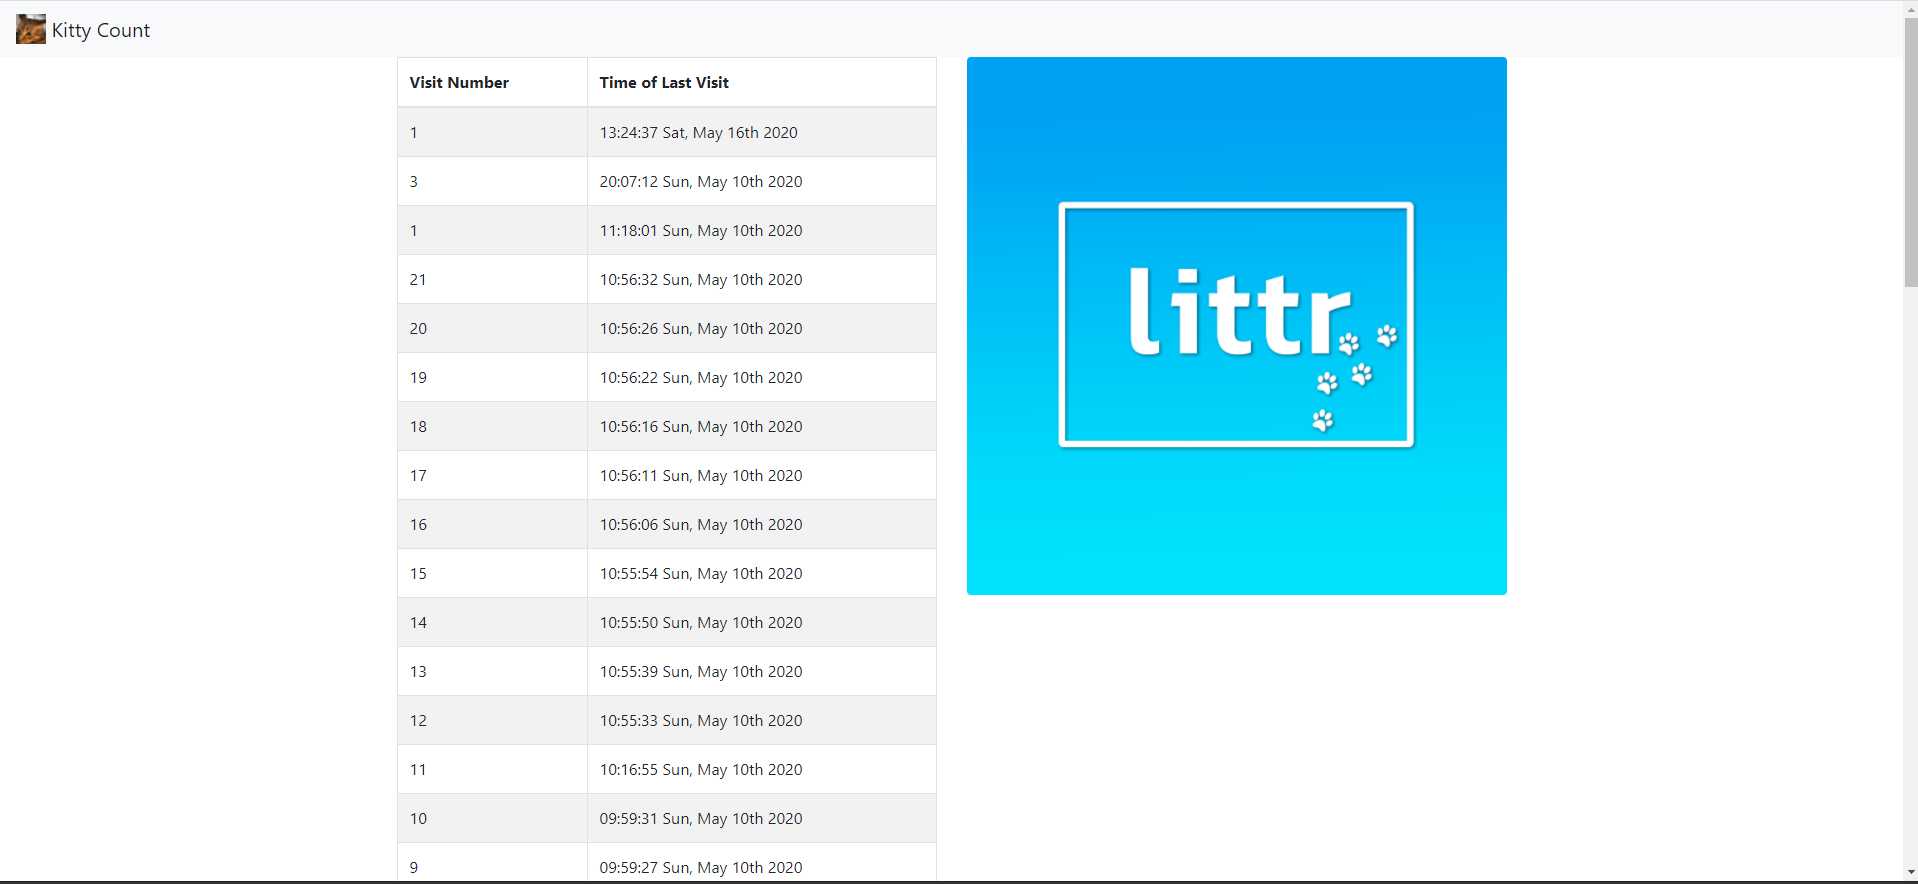 Kitty Count
Visit Number Time of Last Visit
1 13:24:37 Sat, May 16th 2020
3 20:07:12 Sun, May 10th 2020
1 11:18:01 Sun, May 10th 2020
21 10:56:32 Sun, May 10th 2020
20 10:56:26 Sun, May 10th 2020
19 10:56:22 Sun, May 10th 2020
18 10:56:16 Sun, May 10th 2020
17 10:56:11 Sun, May 10th 2020
16 10:56:06 Sun, May 10th 2020
15 10:55:54 Sun, May 10th 2020
14 10:55:50 Sun, May 10th 2020
13 10:55:39 Sun, May 10th 2020
12 10:55:33 Sun, May 10th 2020
11 10:16:55 Sun, May 10th 2020
10 09:59:31 Sun, May 10th 2020
9 09:59:27 Sun, May 10th 2020
littr